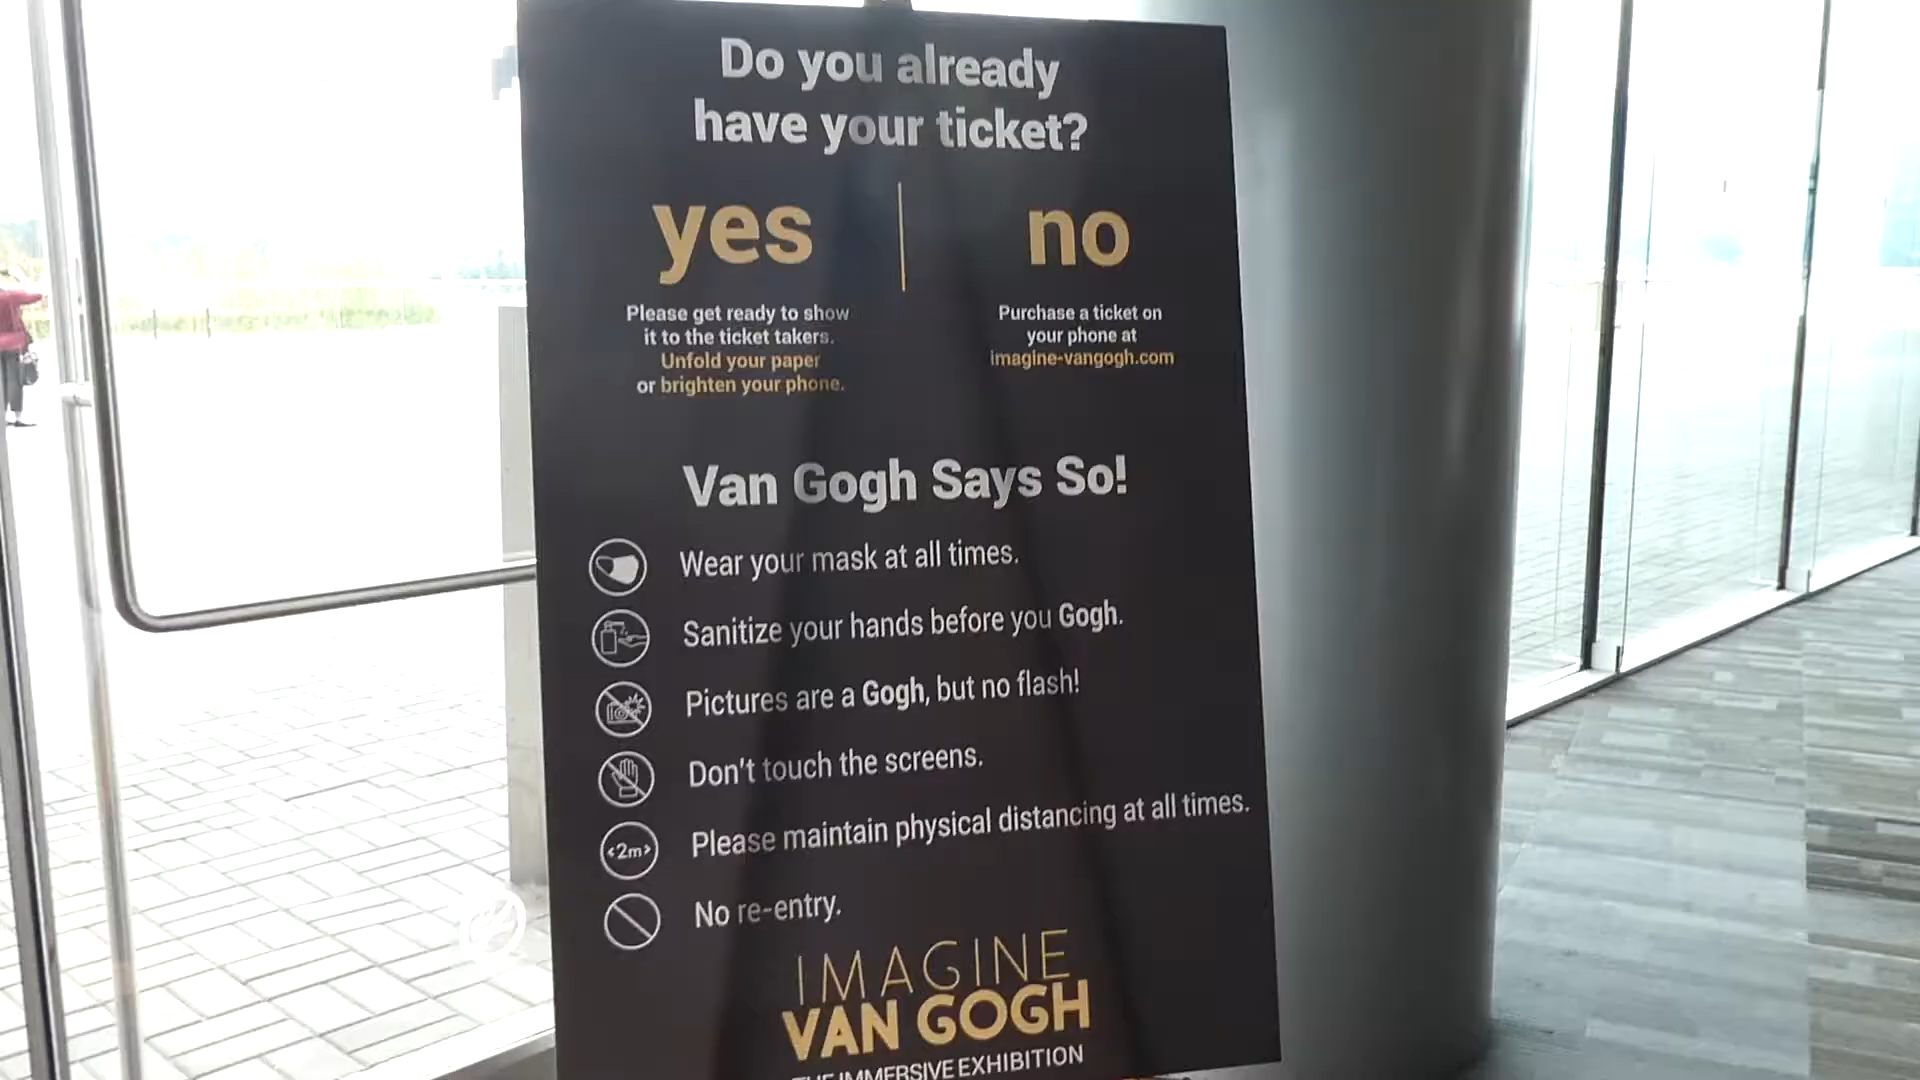 Do you already
have your ticket?
yes
no
Please get ready to show
it to the ticket takers.
Unfold your paper
or brighten your phone.
Purchase a ticket on
your phone at
imagine-vangogh.com
Van Gogh Says So!
Wear your mask at all times.
Sanitize your hands before you Gogh.
Pictures are a Gogh, but no flash!
Don't touch the screens.
<2m>
Please maintain physical distancing at all times.
No re-entry.
IMAGINE
VAN GOGH
THE IMMERSIVE EXHIBITION